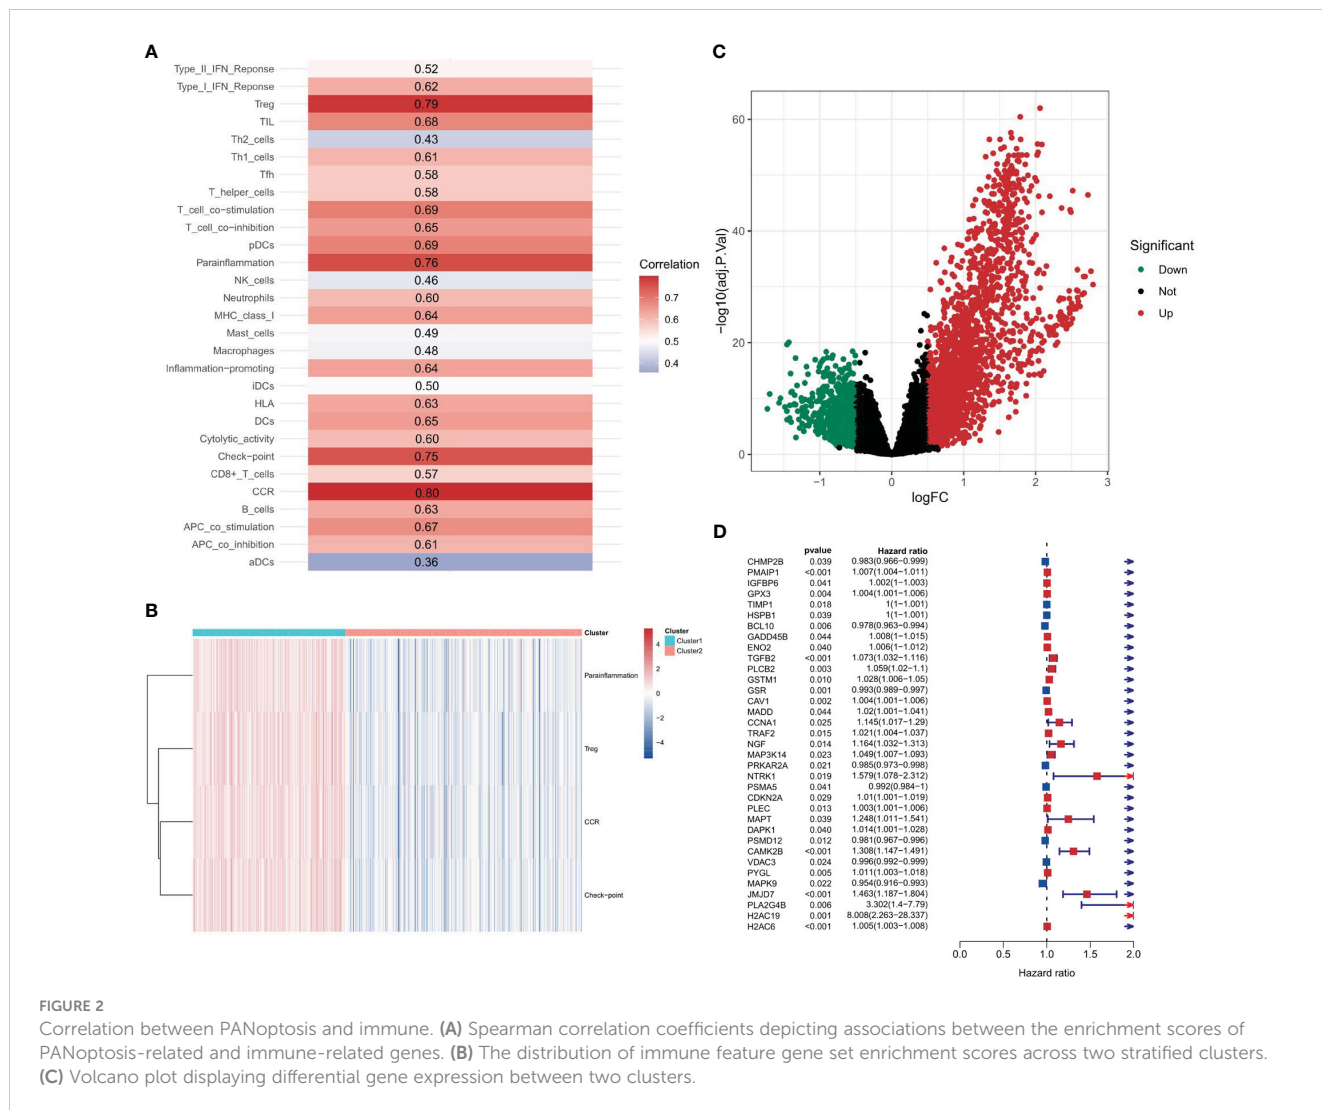 A
Type_II_IFN_Reponse 0.52
Type_I_IFN_Reponse 0.62
Treg 0.79
TIL 0.68
Th2_cells 0.43
Th1_cells 0.61
Tfh 0.58
T_helper_cells 0.58
T_cell_co-stimulation 0.69
T_cell_co-inhibition 0.65
pDCs 0.69
Parainflammation 0.76
NK_cells 0.46
Neutrophils 0.60
MHC_class_I 0.64
Mast_cells 0.49
Macrophages 0.48
Inflammation-promoting 0.64
iDCs 0.50
HLA 0.63
DCs 0.65
Cytolytic_activity 0.60
Check-point 0.75
CD8+_T_cells 0.57
CCR 0.80
B_cells 0.63
APC_co_stimulation 0.67
APC_co_inhibition 0.61
aDCs 0.36
Correlation
0.7
0.6
0.5
0.4
B
Cluster
Parainflammation
Treg
CCR
Check-point
4
2
0
−2
−4
Cluster
Cluster1
Cluster2
C
−log10(adj.P.Val)
60
40
20
0
−1 0 1 2 3
logFC
Significant
Down
Not
Up
D
pvalue Hazard ratio
CHMP2B 0.039 0.983(0.966−0.999)
PMAIP1 <0.001 1.007(1.004−1.011)
IGFBP6 0.041 1.002(1−1.003)
GPX3 0.004 1.004(1.001−1.006)
TIMP1 0.018 1(1−1.001)
HSPB1 0.039 1(1−1.001)
BCL10 0.006 0.978(0.963−0.994)
GADD45B 0.044 1.008(1−1.015)
ENO2 0.040 1.006(1−1.012)
TGFB2 <0.001 1.073(1.032−1.116)
PLCB2 0.003 1.059(1.02−1.1)
GSTM1 0.010 1.028(1.006−1.05)
GSR 0.001 0.993(0.989−0.997)
CAV1 0.002 1.004(1.001−1.006)
MADD 0.044 1.02(1.001−1.041)
CCNA1 0.025 1.145(1.017−1.29)
TRAF2 0.015 1.021(1.004−1.037)
NGF 0.014 1.164(1.032−1.313)
MAP3K14 0.023 1.049(1.007−1.093)
PRKAR2A 0.021 0.985(0.973−0.998)
NTRK1 0.019 1.579(1.078−2.312)
PSMA5 0.041 0.992(0.984−1)
CDKN2A 0.029 1.01(1.001−1.019)
PLEC 0.013 1.003(1.001−1.006)
MAPT 0.039 1.248(1.011−1.541)
DAPK1 0.040 1.014(1.001−1.028)
PSMD12 0.012 0.981(0.967−0.996)
CAMK2B <0.001 1.308(1.147−1.491)
VDAC3 0.024 0.996(0.992−0.999)
PYGL 0.005 1.011(1.003−1.018)
MAPK9 0.022 0.954(0.916−0.993)
JMJD7 <0.001 1.463(1.187−1.804)
PLA2G4B 0.006 3.302(1.4−7.79)
H2AC19 0.001 8.008(2.263−28.337)
H2AC6 <0.001 1.005(1.003−1.008)
0.0 0.5 1.0 1.5 2.0
Hazard ratio
FIGURE 2
Correlation between PANoptosis and immune. (A) Spearman correlation coefficients depicting associations between the enrichment scores of
PANoptosis-related and immune-related genes. (B) The distribution of immune feature gene set enrichment scores across two stratified clusters.
(C) Volcano plot displaying differential gene expression between two clusters.